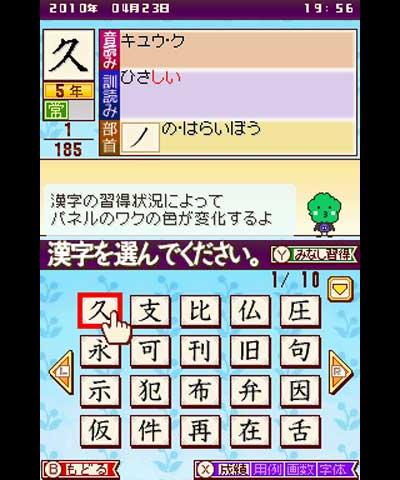 2010年 04月23日 19:56
久
音読み キュウ・ク
訓読み ひさしい
5年
常
部首 ノ の・はらいぼう
1
185
漢字の習得状況によって
パネルのワクの色が変化するよ
漢字を選んでください。 Y みなし習得
1/ 10
久 支 比 仏 圧
L 永 可 刊 旧 句 R
示 犯 布 弁 因
仮 件 再 在 舌
B もどる X 成績 用例 画数 字体